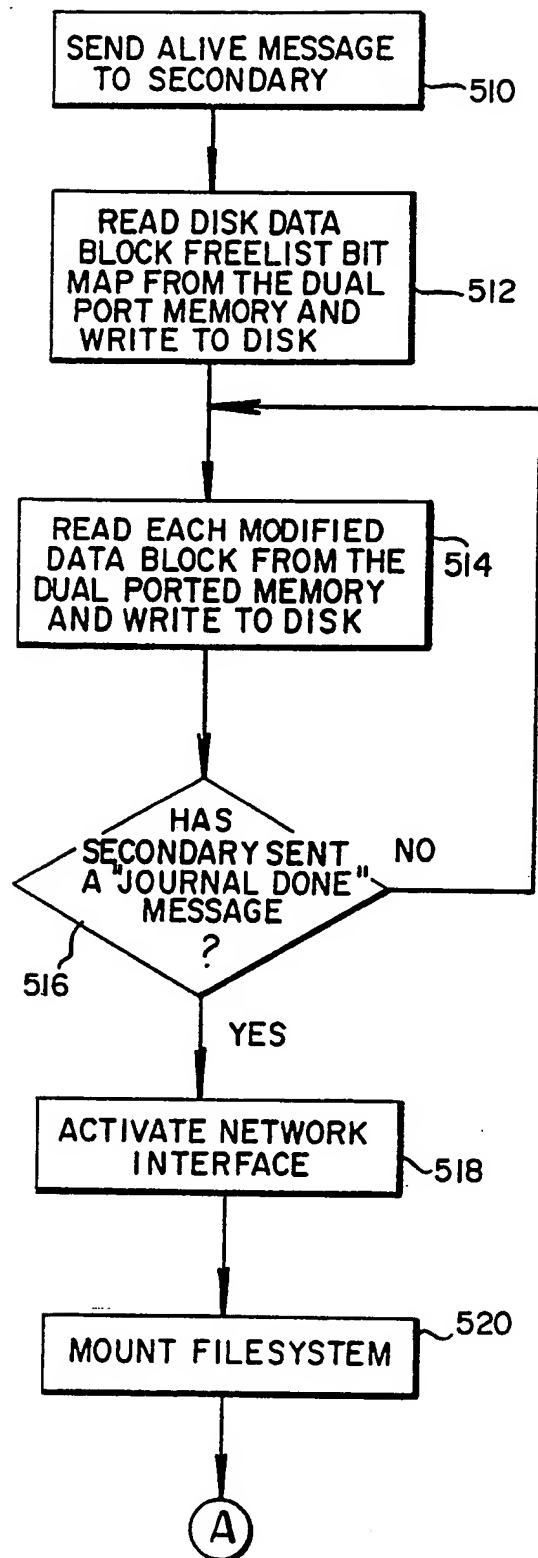 SEND ALIVE MESSAGE
TO SECONDARY
510
READ DISK DATA
BLOCK FREELIST BIT
MAP FROM THE DUAL
PORT MEMORY AND
WRITE TO DISK
512
READ EACH MODIFIED
DATA BLOCK FROM THE
DUAL PORTED MEMORY
AND WRITE TO DISK
514
HAS
SECONDARY SENT
A "JOURNAL DONE"
MESSAGE
?
NO
516
YES
ACTIVATE NETWORK
INTERFACE
518
MOUNT FILESYSTEM
520
A